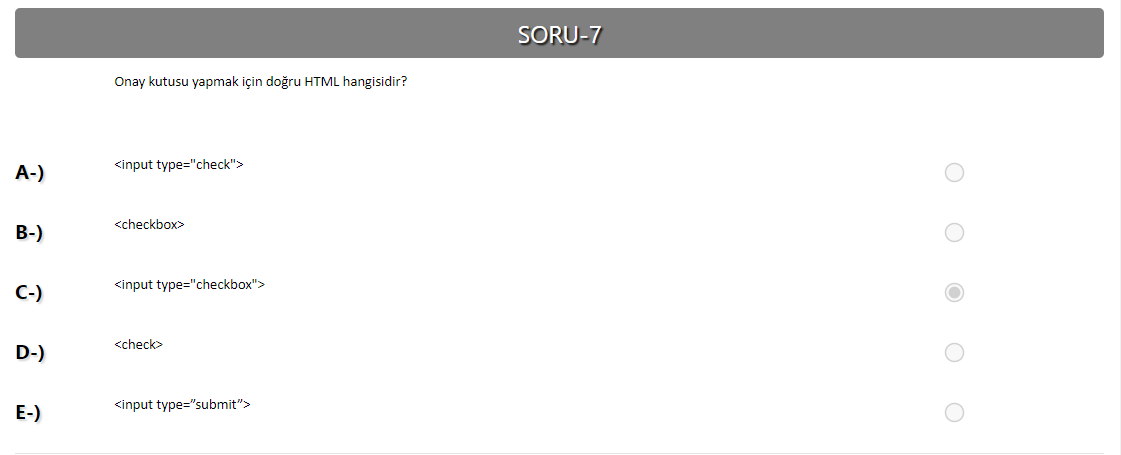 SORU-7
Onay kutusu yapmak için doğru HTML hangisidir?
A-) <input type="check">
B-) <checkbox>
C-) <input type="checkbox">
D-) <check>
E-) <input type=”submit”>